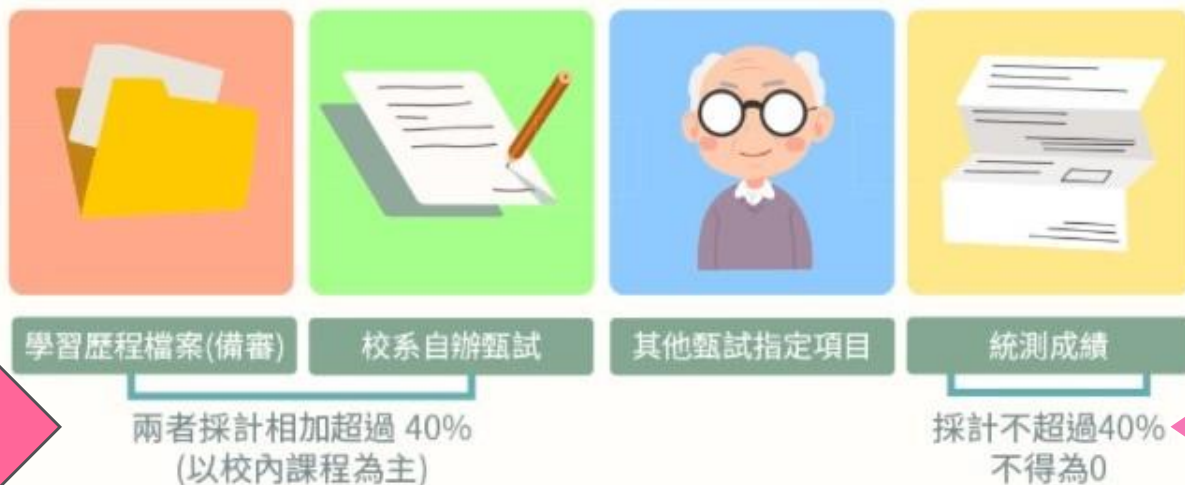 學習歷程檔案(備審)
校系自辦甄試
其他甄試指定項目
統測成績
兩者採計相加超過 40%
(以校內課程為主)
採計不超過40%
不得為0